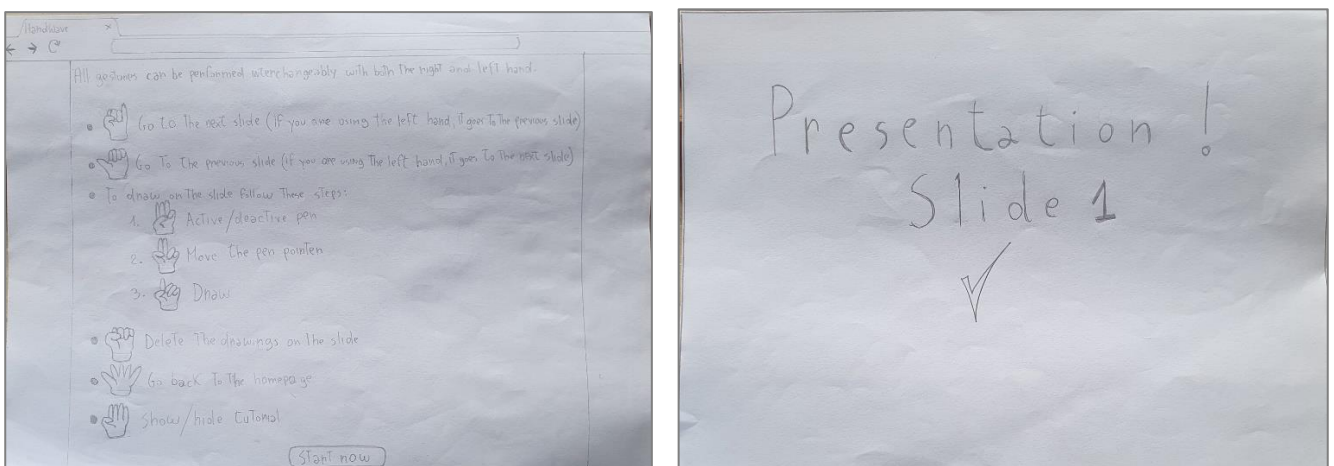 HandWave
All gestures can be performed interchangeably with both the right and left hand.
Go to the next slide (if you are using the left hand, it goes to the previous slide)
Go to the previous slide (if you are using the left hand, it goes to the next slide)
To draw on the slide follow these steps:
1. Active/deactive pen
2. Move the pen pointer
3. Draw
Delete the drawings on the slide
Go back to the homepage
Show/hide tutorial
Start now
Presentation!
Slide 1